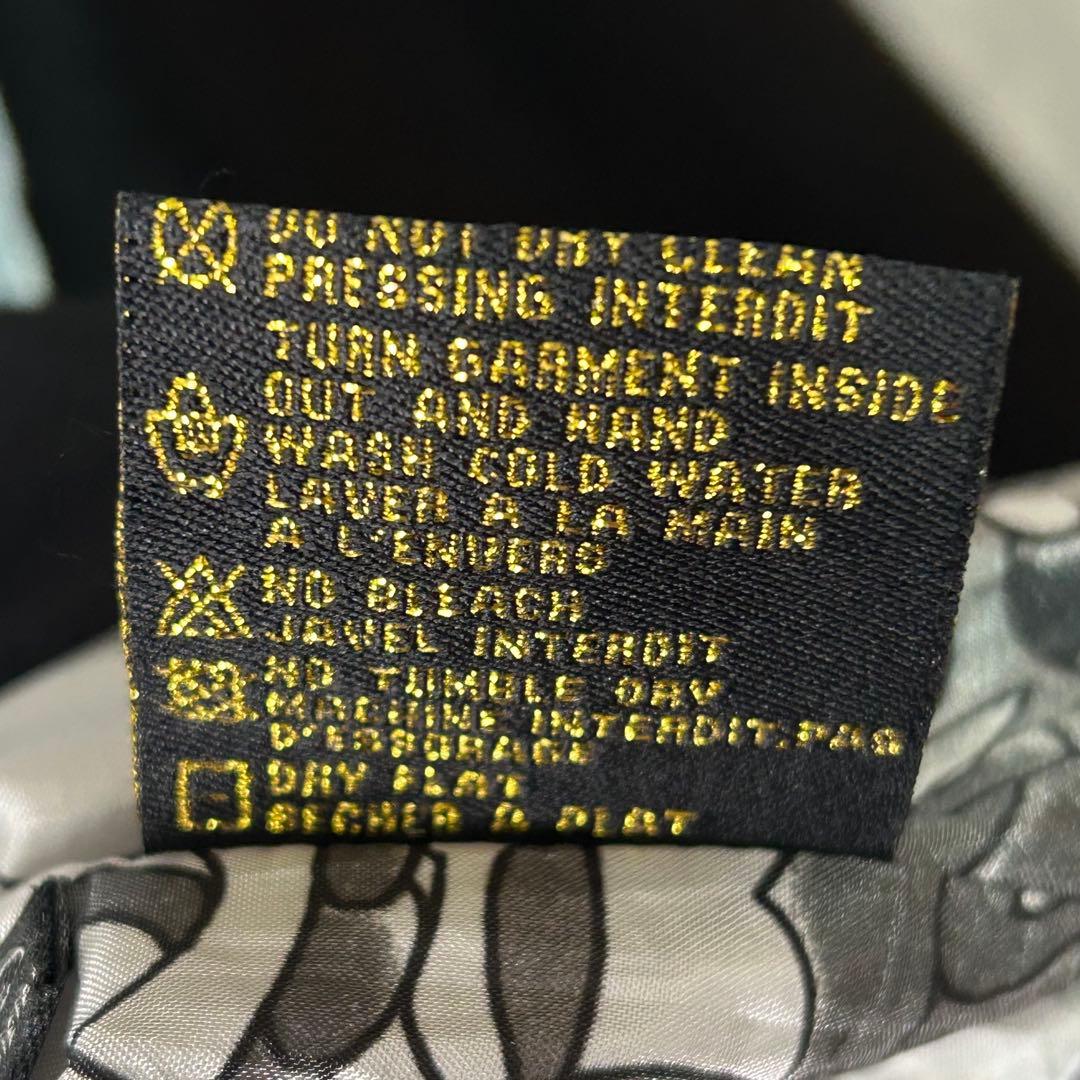 DO NOT DRY CLEAN
PRESSING INTERDIT
TURN GARMENT INSIDE
OUT AND HAND
WASH COLD WATER
LAVER A LA MAIN
A L'ENVERS
NO BLEACH
JAVEL INTERDIT
NO TUMBLE DRY
MACHINE INTERDIT.PAS
D'ESSORAGE
DRY FLAT
SECHER A PLAT